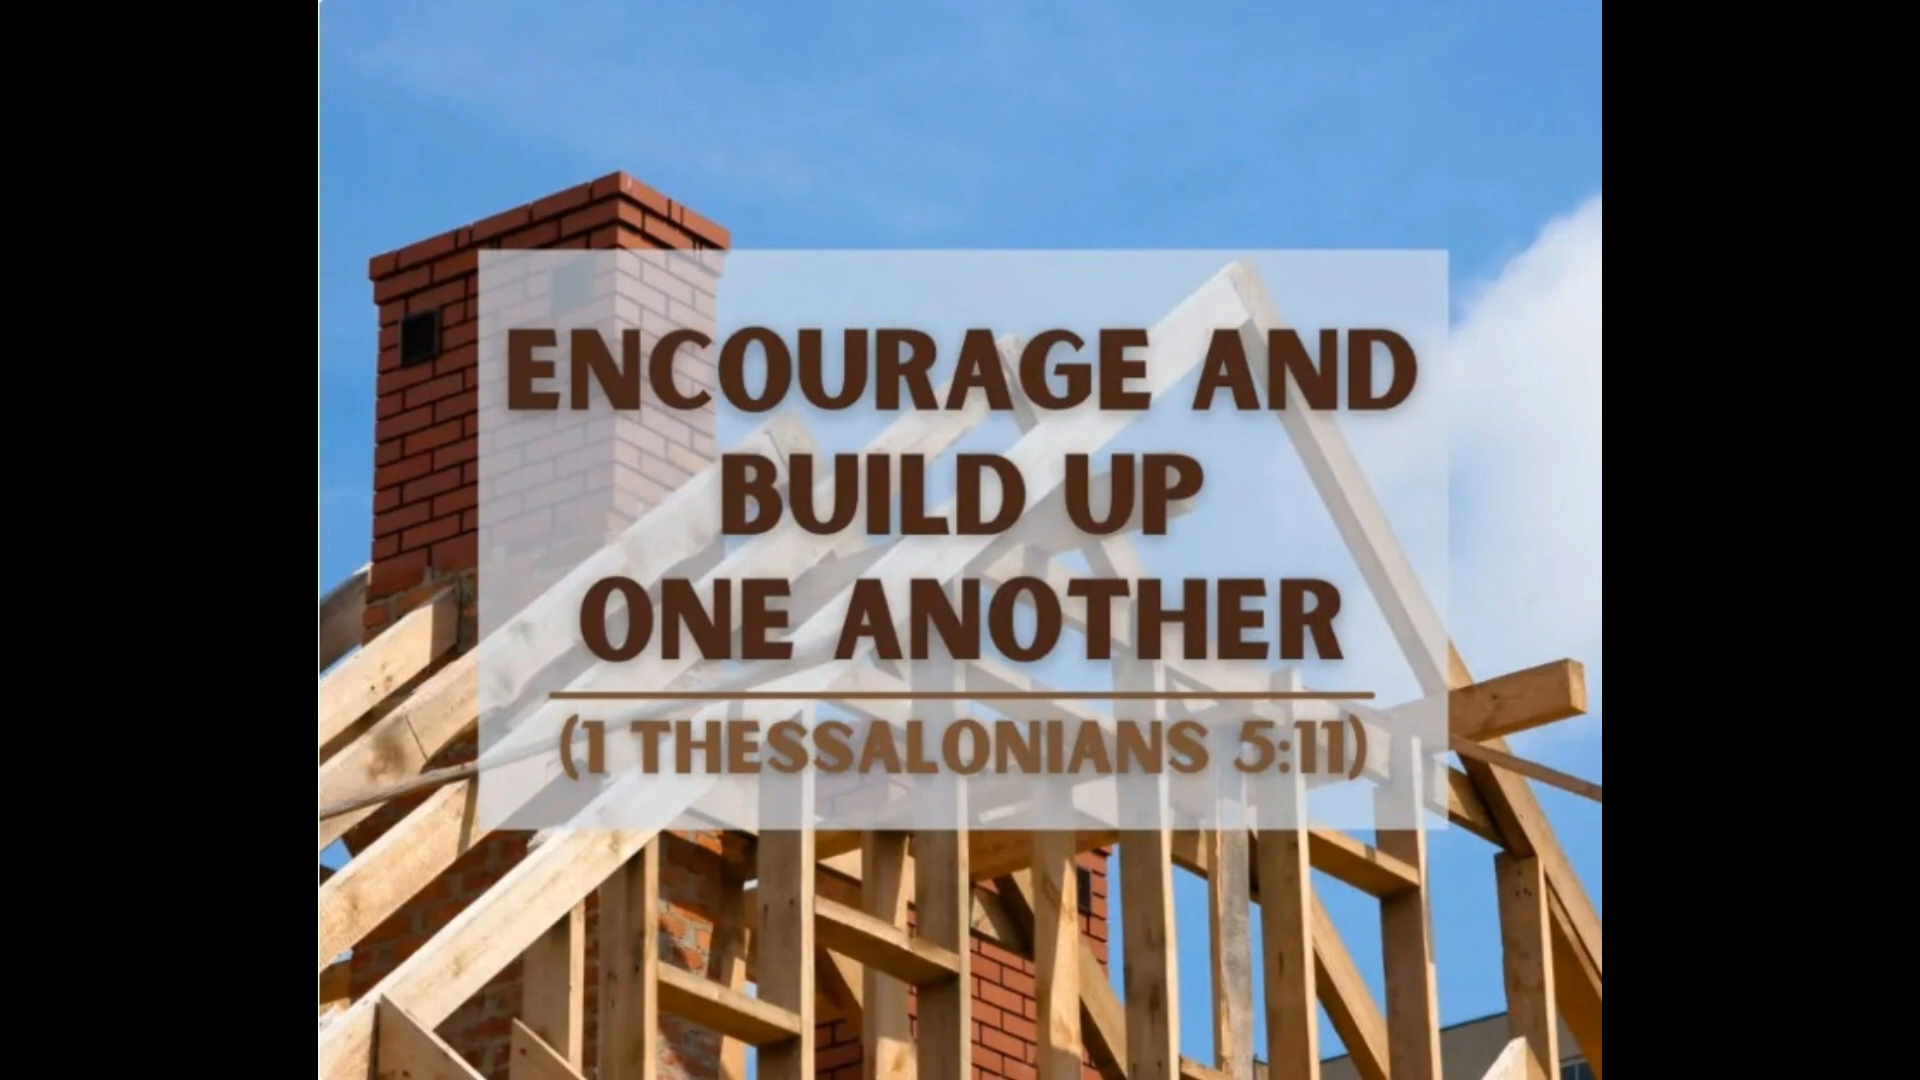 ENCOURAGE AND
BUILD UP
ONE ANOTHER
(1 THESSALONIANS 5:11)